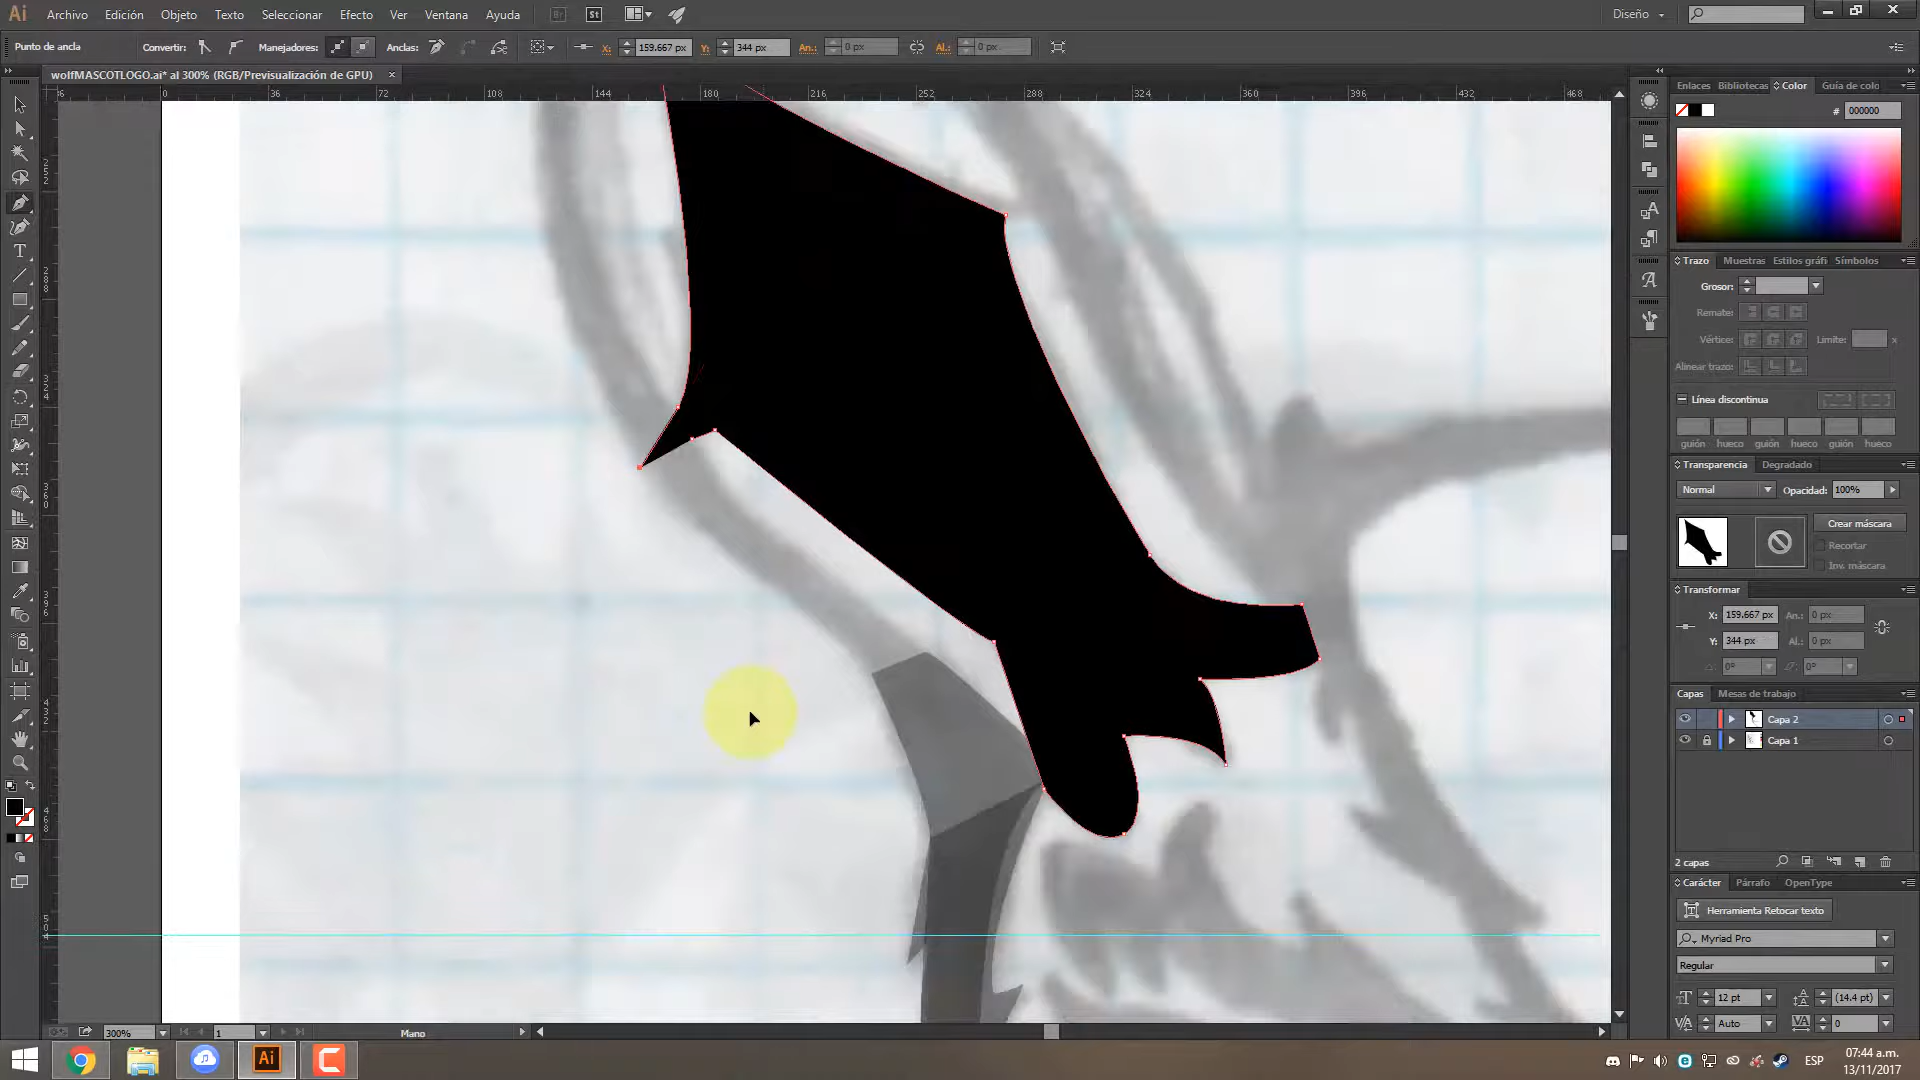 Ai Archivo Edición Objeto Texto Seleccionar Efecto Ver Ventana Ayuda Br St Diseño
Punto de ancla Convertir: Manejadores: Anclas: X: 159.667 px Y: 344 px An.: 0 px Al.: 0 px
wolfMASCOTLOGO.ai* al 300% (RGB/Previsualización de GPU) ×
0 36 72 108 144 180 216 252 288 324 360 396 432 468
Enlaces Bibliotecas Color Guía de colo
# 000000
Trazo Muestras Estilos gráfi Símbolos
Grosor:
Remate:
Vértice: Límite: x
Alinear trazo:
Línea discontinua
guión hueco guión hueco guión hueco
Transparencia Degradado
Normal Opacidad: 100%
Crear máscara
Recortar
Inv. máscara
Transformar
X: 159.667 px An.: 0 px
Y: 344 px Al.: 0 px
0° 0°
Capas Mesas de trabajo
Capa 2
Capa 1
2 capas
Carácter Párrafo OpenType
Herramienta Retocar texto
Myriad Pro
Regular
12 pt (14.4 pt)
Auto 0
300% 1 Mano
Ai ESP 07:44 a.m.
13/11/2017